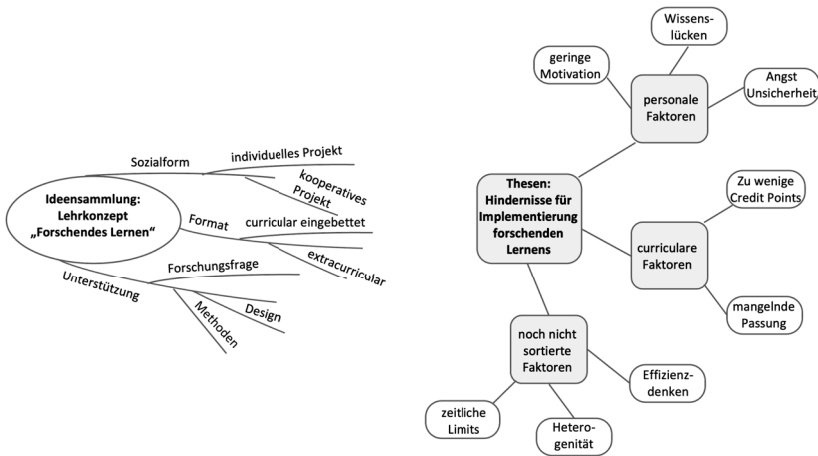 Ideensammlung:
Lehrkonzept
„Forschendes Lernen“
Sozialform
individuelles Projekt
kooperatives
Projekt
Format
curricular eingebettet
extracurricular
Unterstützung
Forschungsfrage
Design
Methoden
Thesen:
Hindernisse für
Implementierung
forschenden
Lernens
personale
Faktoren
geringe
Motivation
Wissens-
lücken
Angst
Unsicherheit
curriculare
Faktoren
Zu wenige
Credit Points
mangelnde
Passung
noch nicht
sortierte
Faktoren
Effizienz-
denken
Hetero-
genität
zeitliche
Limits